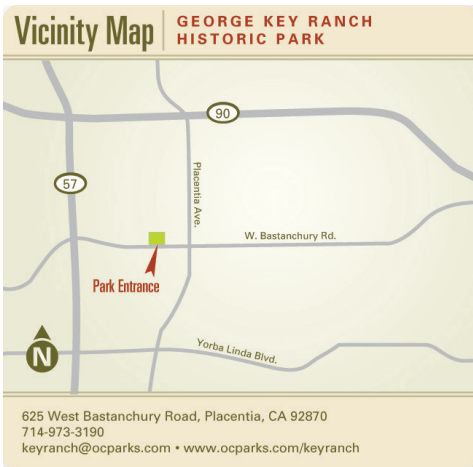 Vicinity Map
GEORGE KEY RANCH
HISTORIC PARK
90
57
Placentia Ave.
W. Bastanchury Rd.
Park Entrance
Yorba Linda Blvd.
N
625 West Bastanchury Road, Placentia, CA 92870
714-973-3190
keyranch@ocparks.com • www.ocparks.com/keyranch